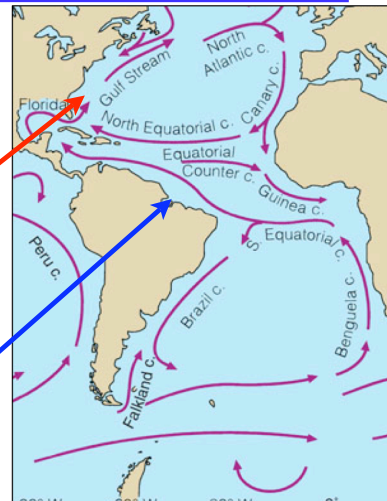 North
Atlantic c.
Gulf Stream
Canary c.
Florida
North Equatorial c.
Equatorial
Counter c.
Guinea c.
S. Equatorial c.
Peru c.
Brazil c.
Benguela c.
Falkland c.